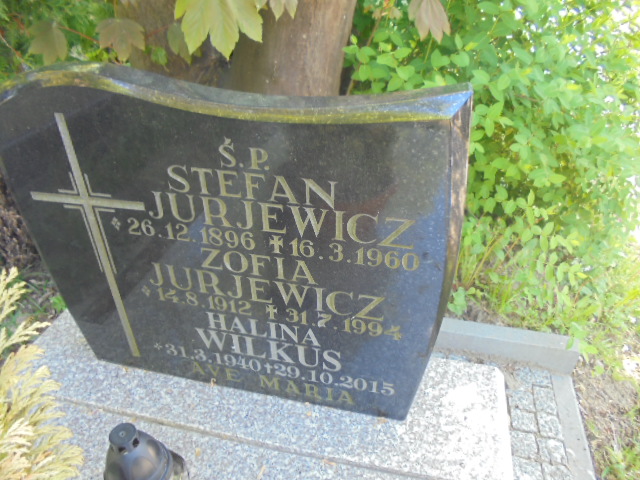 Ś.P.
STEFAN
JURJEWICZ
* 26.12.1896 ✝ 16.3.1960
ZOFIA
JURJEWICZ
* 14.8.1912 ✝ 31.7.1994
HALINA
WILKUS
*31.3.1940 +29.10.2015
AVE MARIA